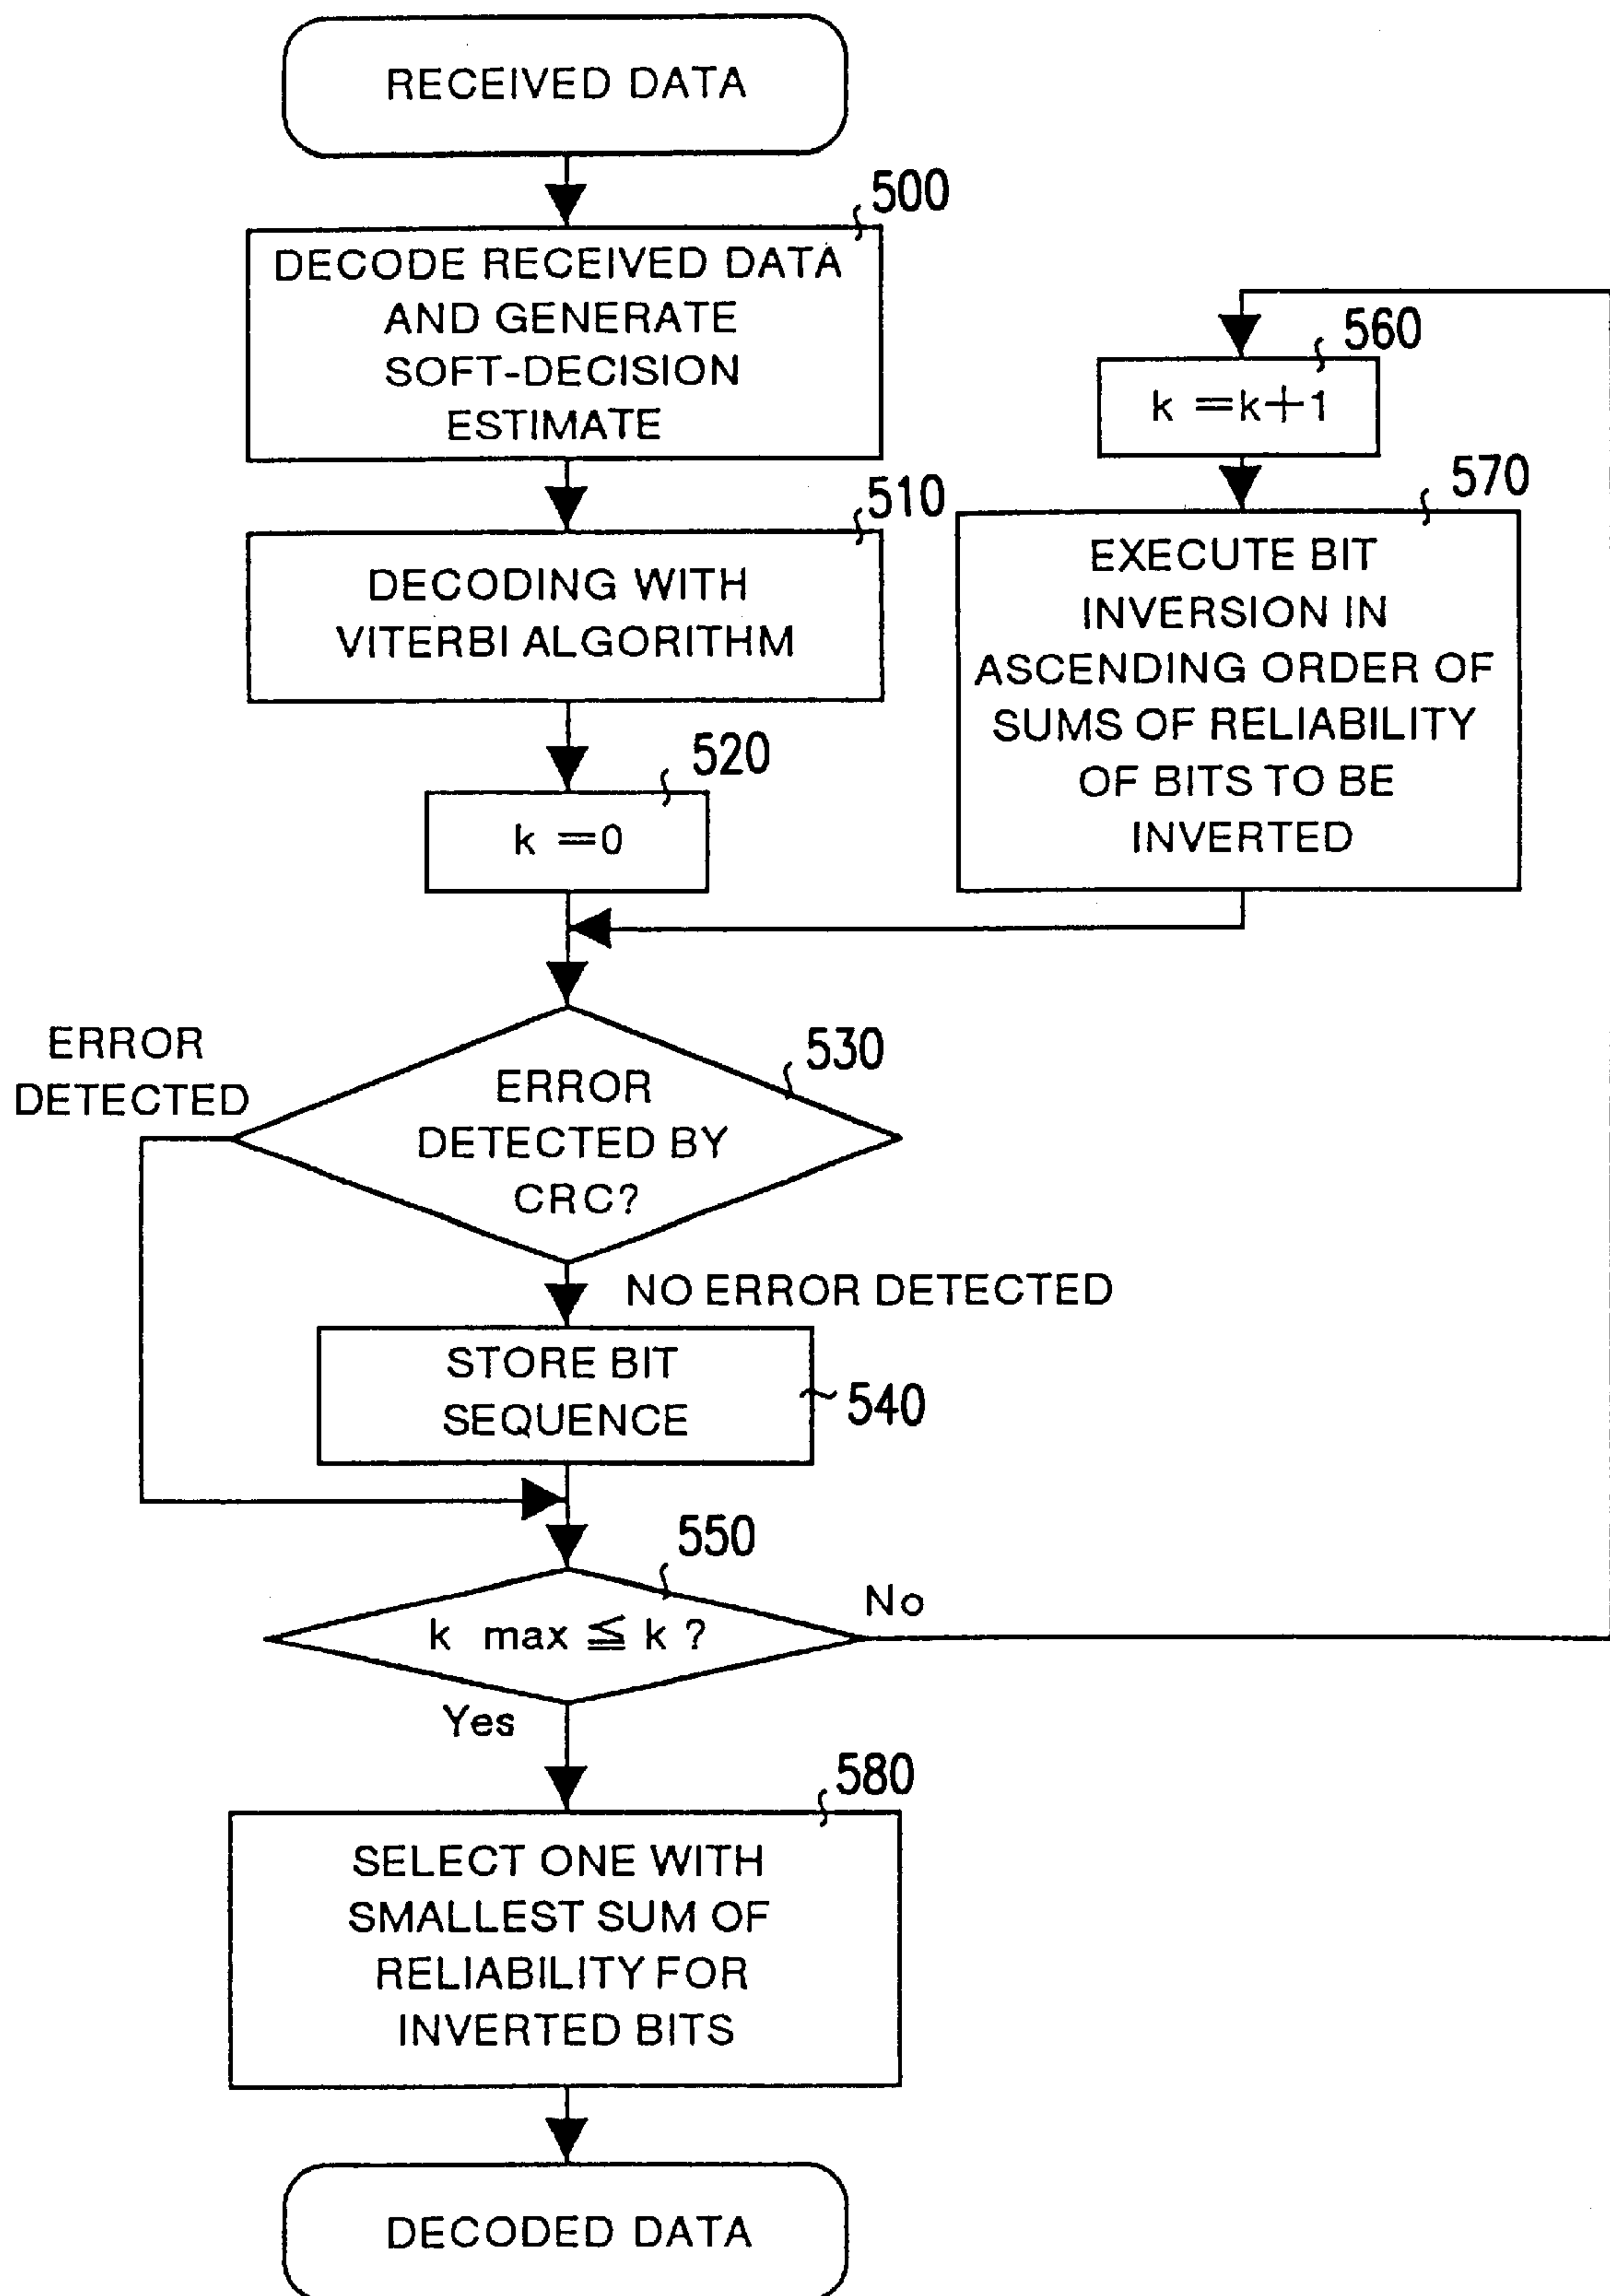 RECEIVED DATA
500
DECODE RECEIVED DATA
AND GENERATE
SOFT-DECISION
ESTIMATE
510
DECODING WITH
VITERBI ALGORITHM
520
k =0
560
k =k+1
570
EXECUTE BIT
INVERSION IN
ASCENDING ORDER OF
SUMS OF RELIABILITY
OF BITS TO BE
INVERTED
ERROR
DETECTED
530
ERROR
DETECTED BY
CRC?
NO ERROR DETECTED
STORE BIT
SEQUENCE
540
550
k max ≦ k ?
No
Yes
580
SELECT ONE WITH
SMALLEST SUM OF
RELIABILITY FOR
INVERTED BITS
DECODED DATA